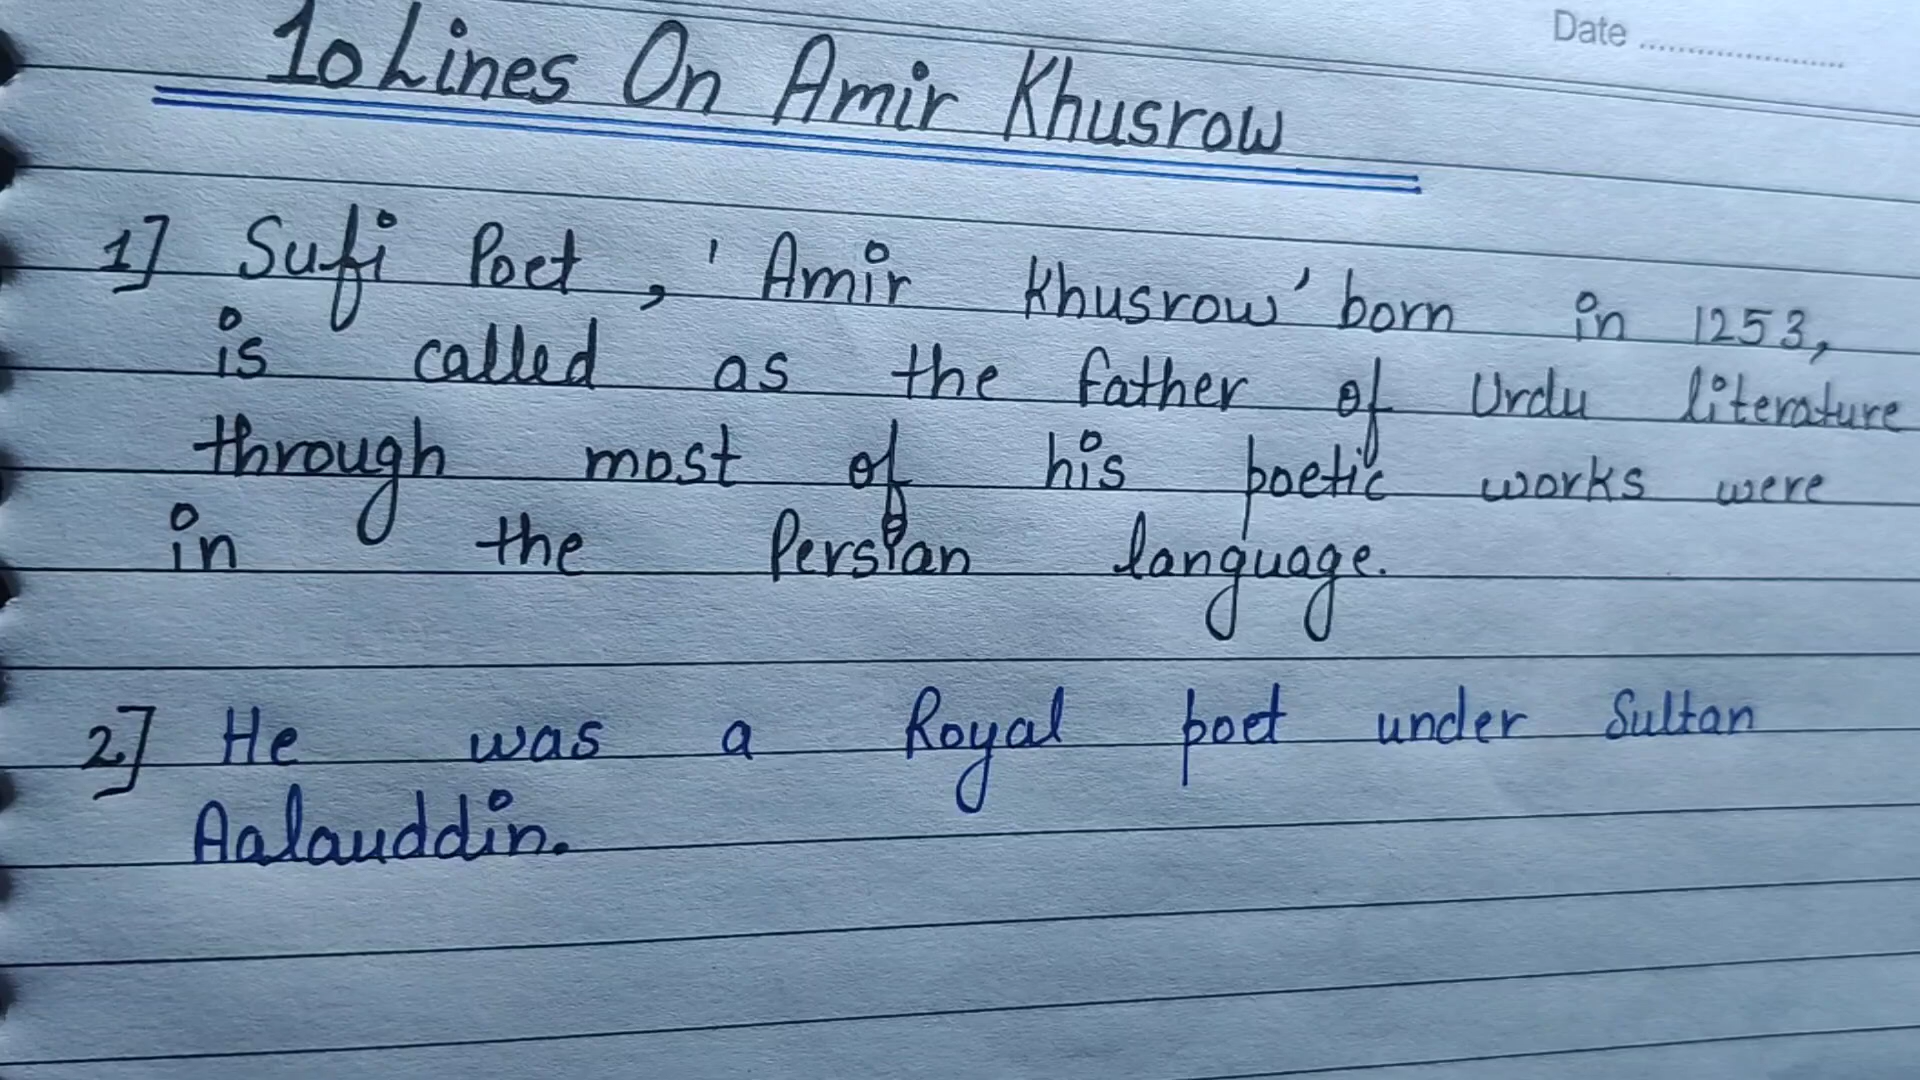 Date ....................
10 Lines On Amir Khusrow
1] Sufi Poet, 'Amir Khusrow' born in 1253,
is called as the father of Urdu literature
through most of his poetic works were
in the Persian language.
2] He was a Royal poet under Sultan
Aalauddin.